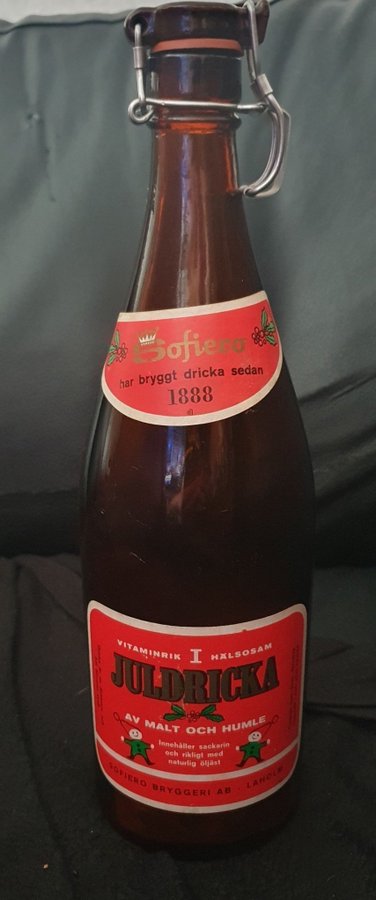 Sofiero
har bryggt dricka sedan
1888
VITAMINRIK I HÄLSOSAM
JULDRICKA
AV MALT OCH HUMLE
Innehåller sackarin
och rikligt med
naturlig öljäst
SOFIERO BRYGGERI AB - LAHOLM